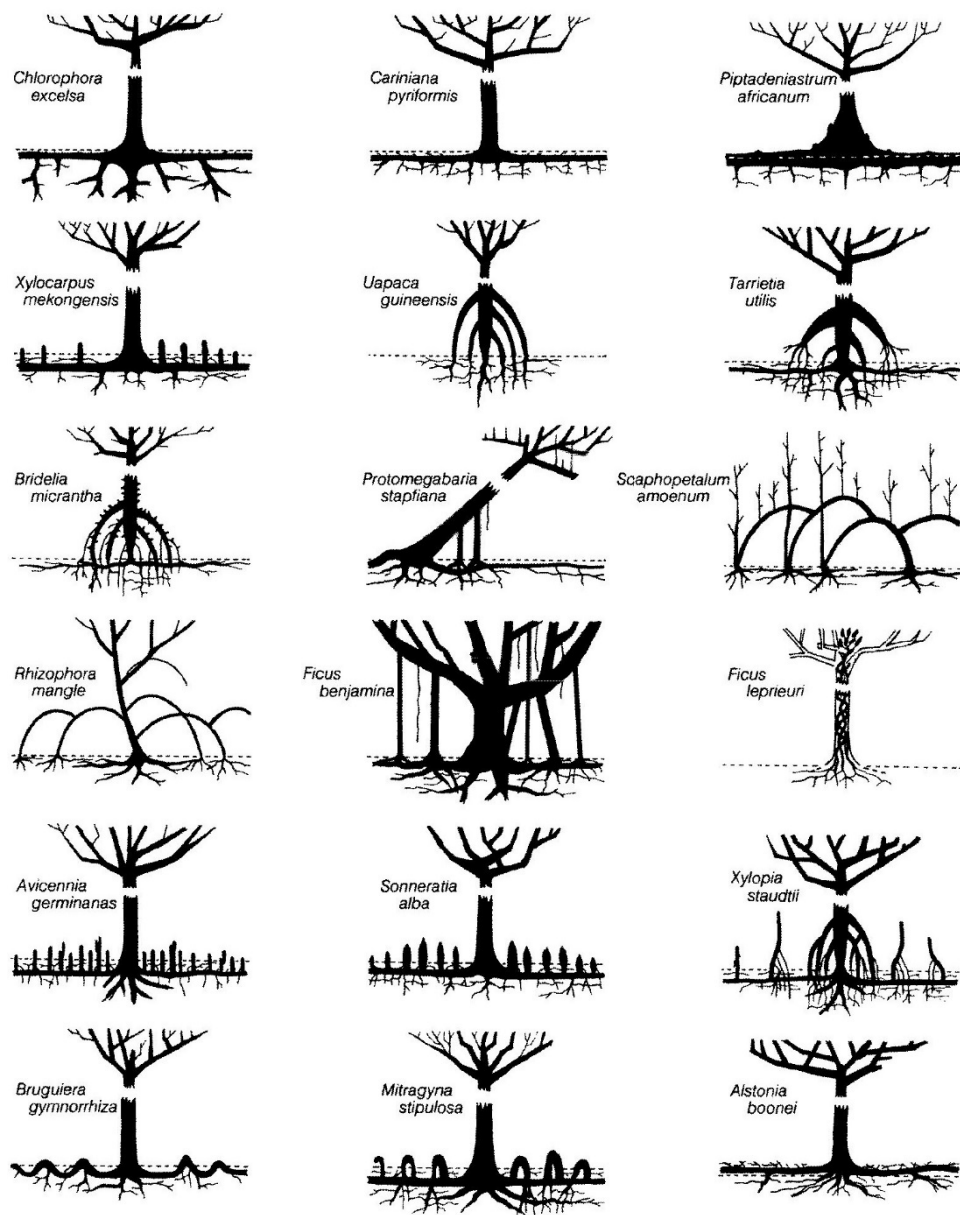 Chlorophora
excelsa
Cariniana
pyriformis
Piptadeniastrum
africanum
Xylocarpus
mekongensis
Uapaca
guineensis
Tarrietia
utilis
Bridelia
micrantha
Protomegabaria
stapfiana
Scaphopetalum
amoenum
Rhizophora
mangle
Ficus
benjamina
Ficus
leprieuri
Avicennia
germinanas
Sonneratia
alba
Xylopia
staudtii
Bruguiera
gymnorrhiza
Mitragyna
stipulosa
Alstonia
boonei